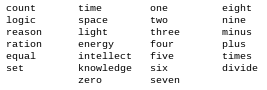 count time one eight
logic space two nine
reason light three minus
ration energy four plus
equal intellect five times
set knowledge six divide
zero seven